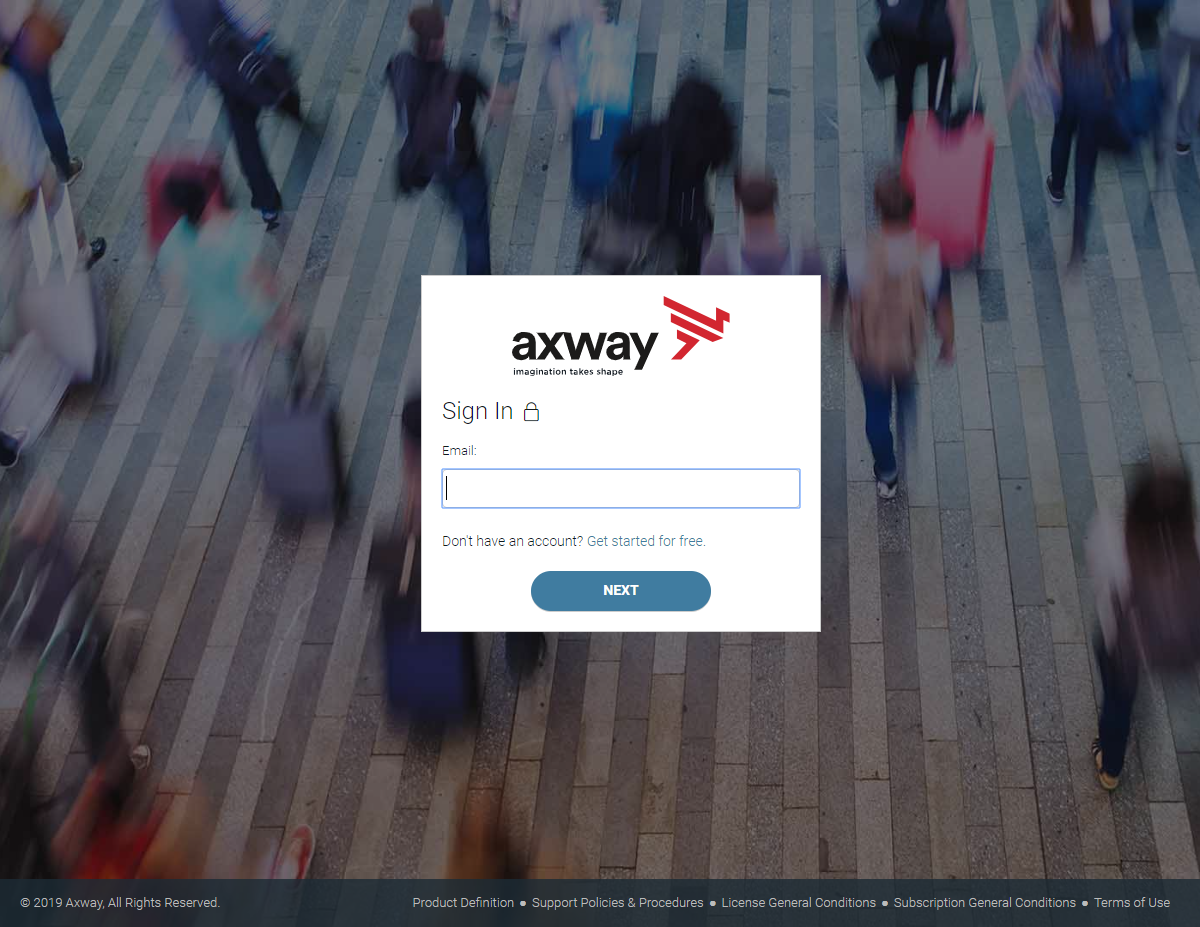 axway
imagination takes shape
Sign In
Email:
Don't have an account? Get started for free.
NEXT
© 2019 Axway, All Rights Reserved. Product Definition ● Support Policies & Procedures ● License General Conditions ● Subscription General Conditions ● Terms of Use